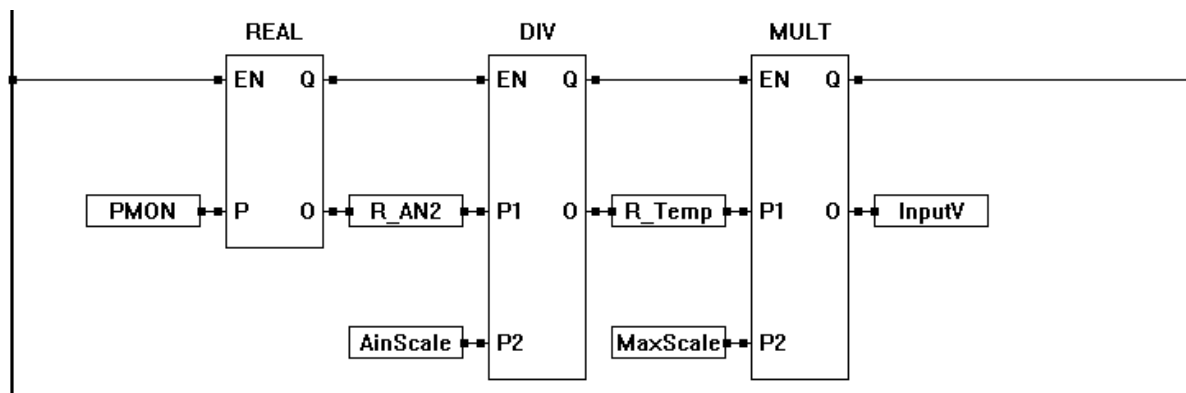 REAL DIV MULT
EN Q EN Q EN Q
PMON P O R_AN2 P1 O R_Temp P1 O InputV
AinScale P2 MaxScale P2